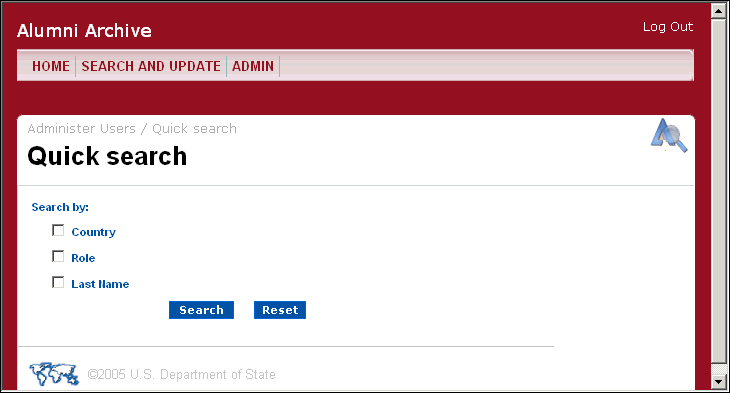 Alumni Archive
Log Out
HOME SEARCH AND UPDATE ADMIN
Administer Users / Quick search
Quick search
Search by:
Country
Role
Last Name
Search Reset
©2005 U.S. Department of State